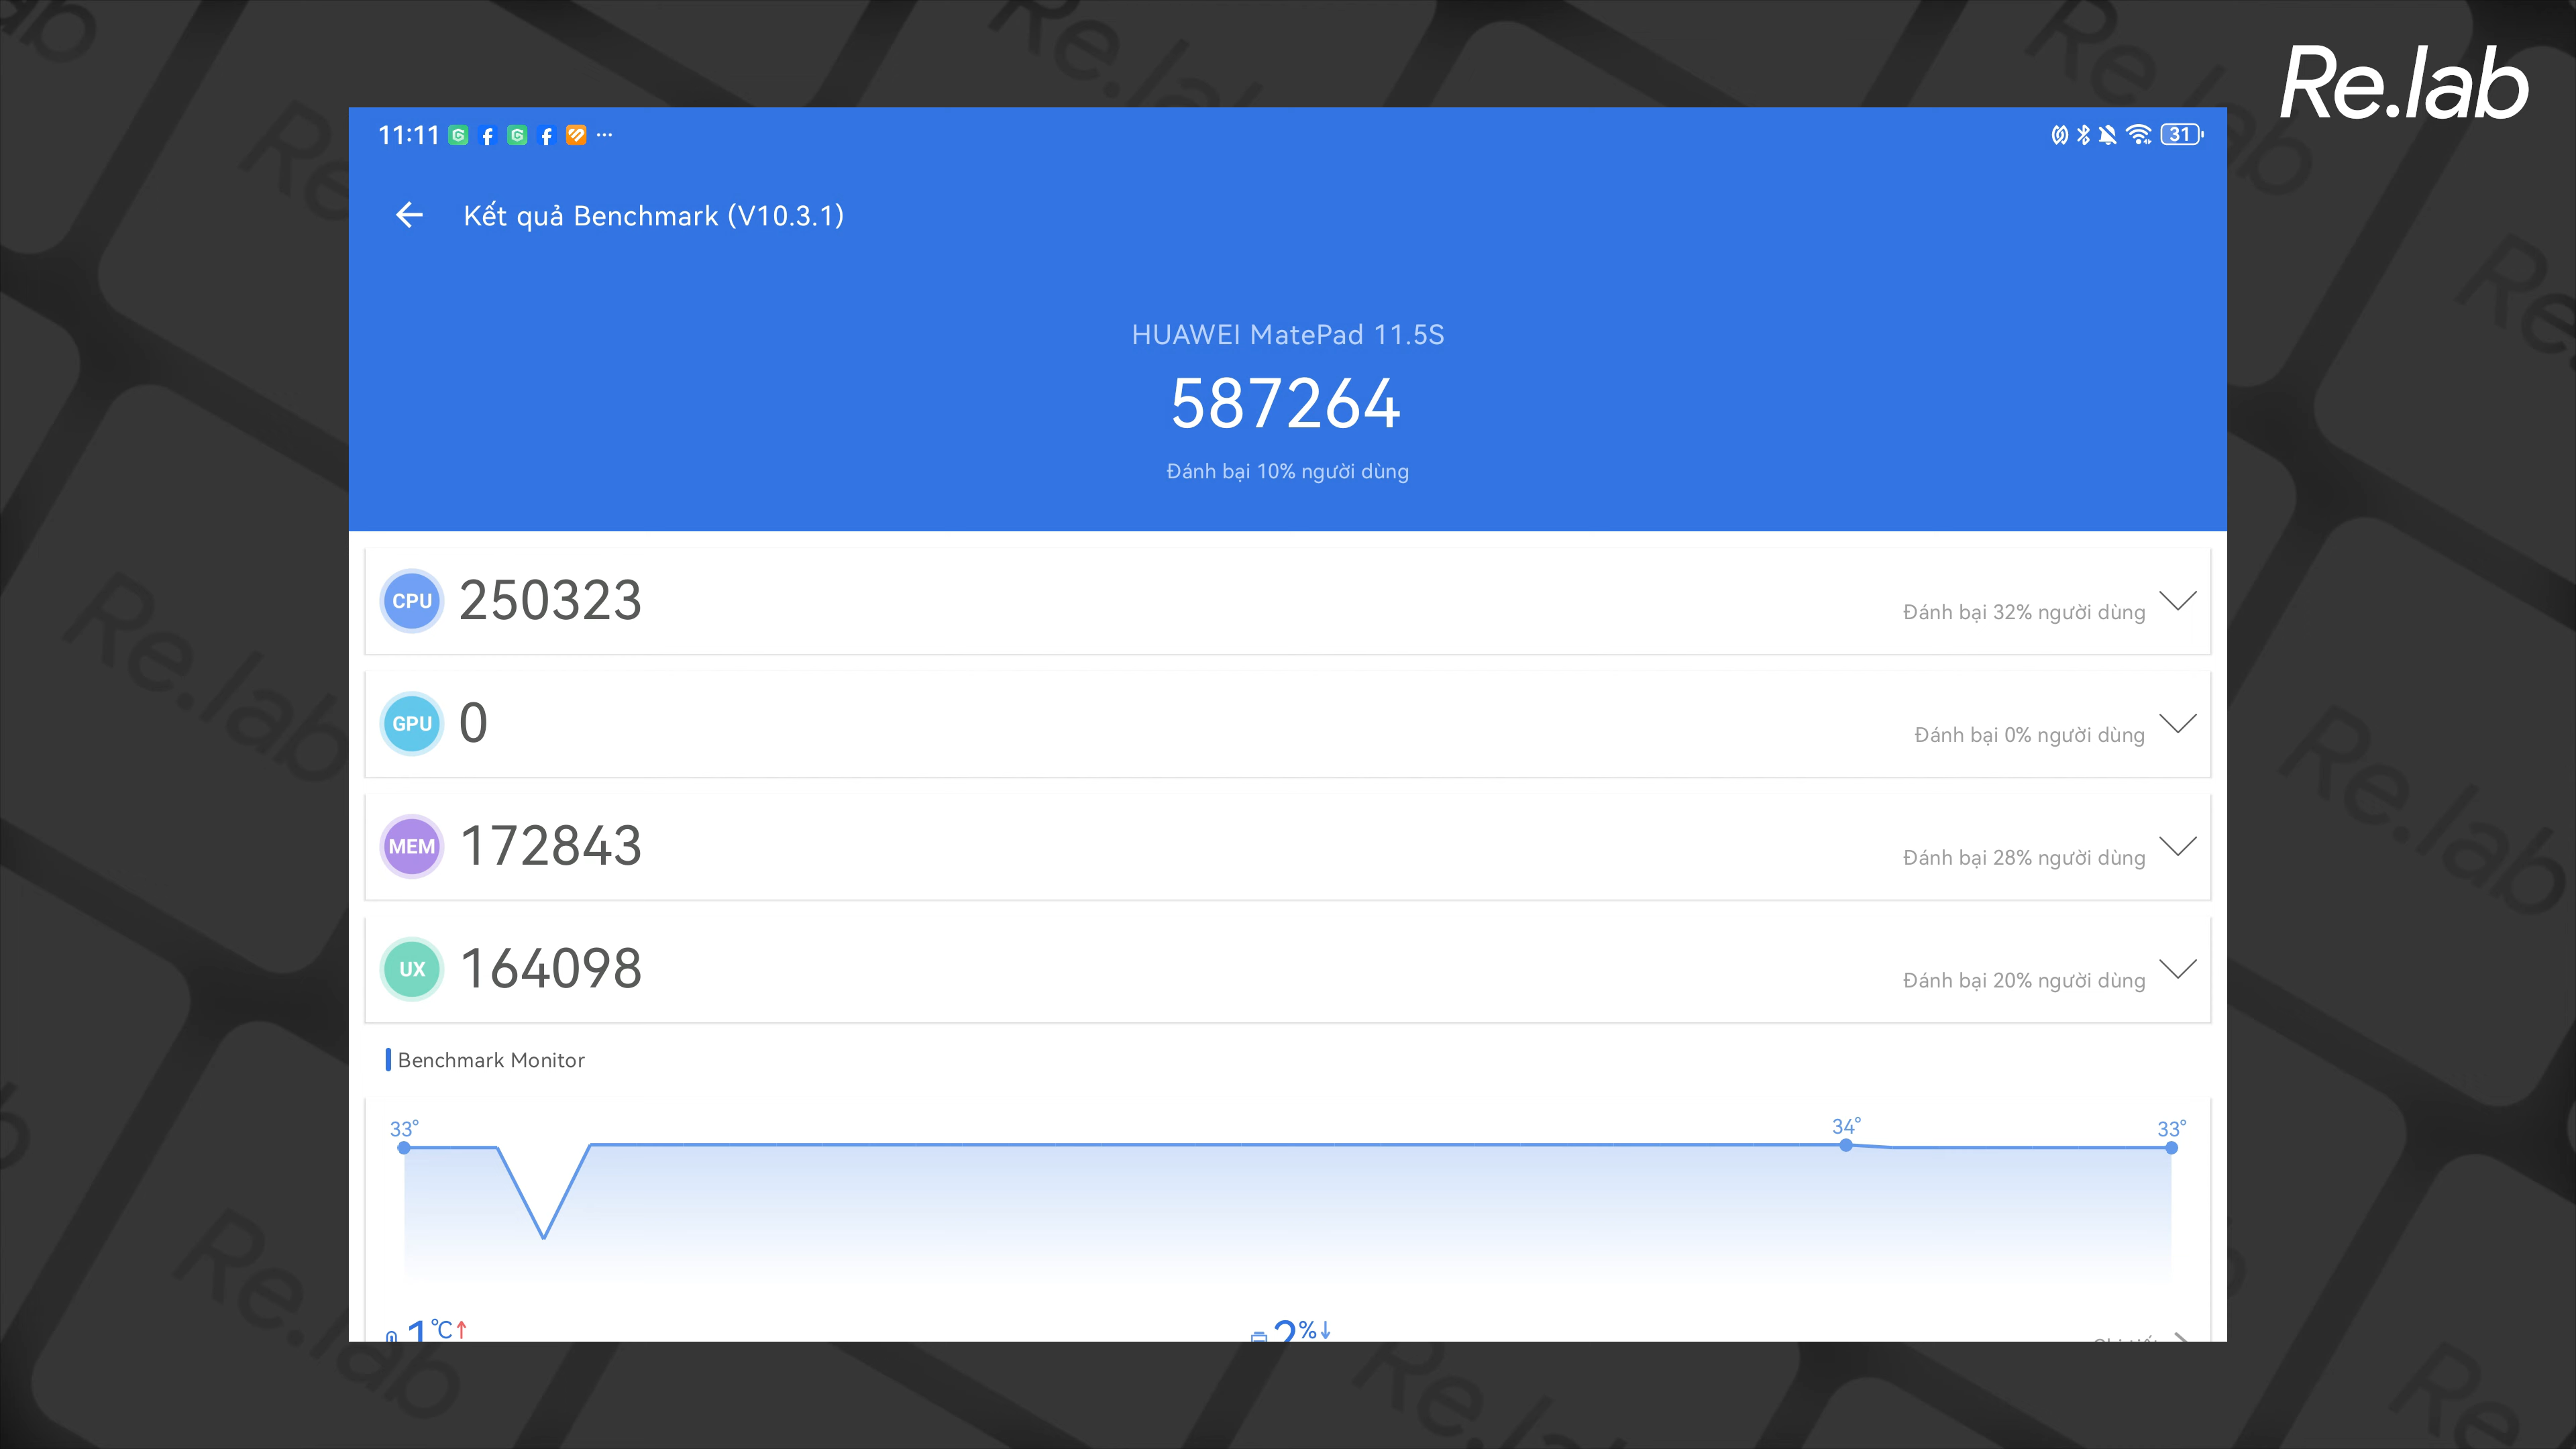 Re.lab
11:11
31
Kết quả Benchmark (V10.3.1)
HUAWEI MatePad 11.5S
587264
Đánh bại 10% người dùng
CPU 250323
Đánh bại 32% người dùng
GPU 0
Đánh bại 0% người dùng
MEM 172843
Đánh bại 28% người dùng
UX 164098
Đánh bại 20% người dùng
Benchmark Monitor
33° 34° 33°
1°C↑ 2%↓